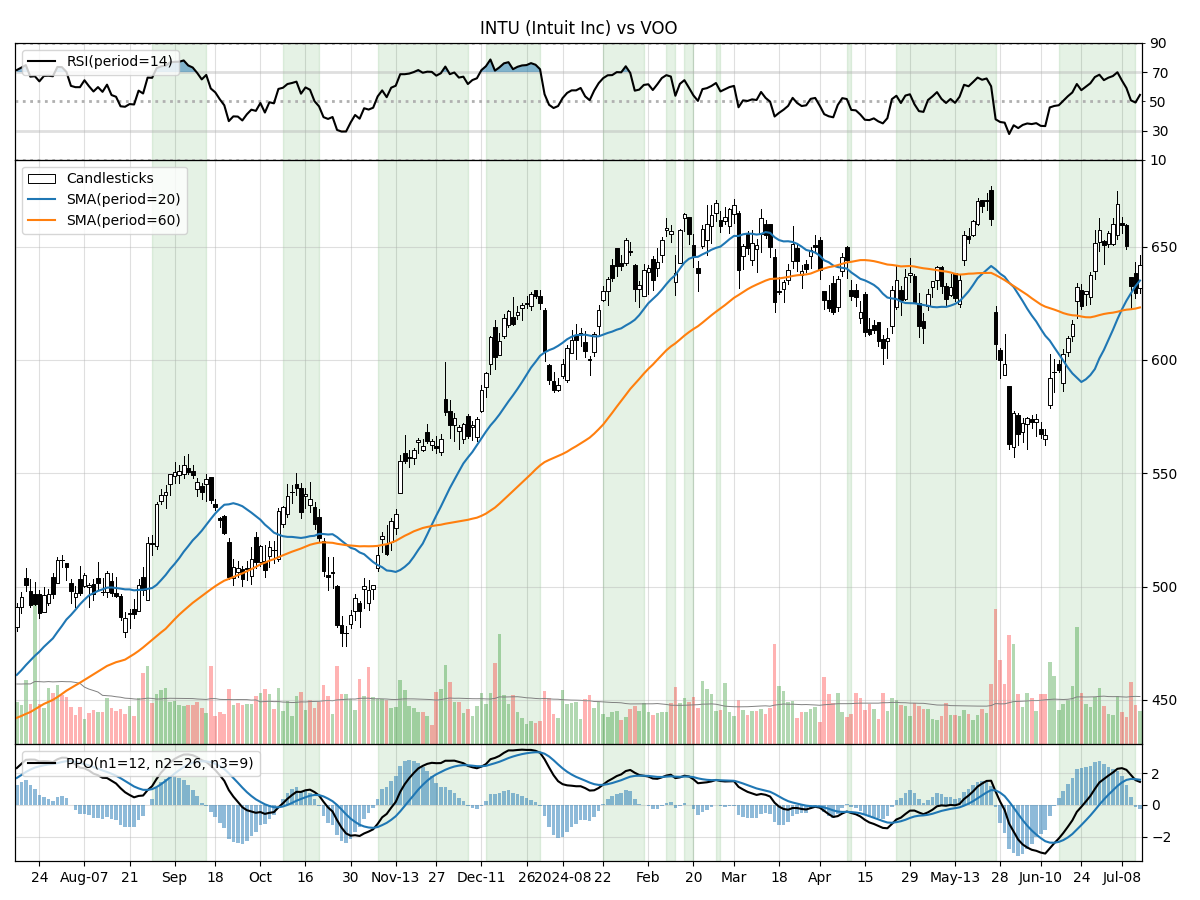 INTU (Intuit Inc) vs VOO
RSI(period=14)
90
70
50
30
10
Candlesticks
SMA(period=20)
SMA(period=60)
650
600
550
500
450
PPO(n1=12, n2=26, n3=9)
2
0
−2
24 Aug-07 21 Sep 18 Oct 16 30 Nov-13 27 Dec-11 26 2024-08 22 Feb 20 Mar 18 Apr 15 29 May-13 28 Jun-10 24 Jul-08